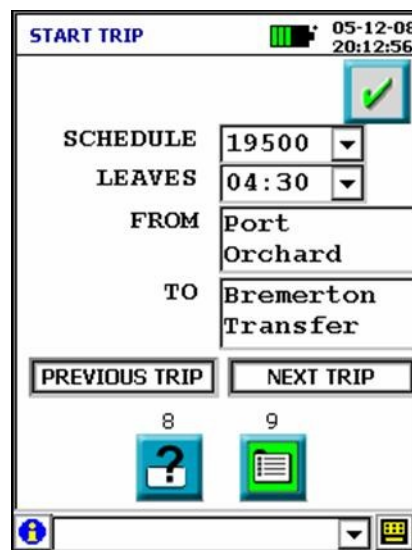 START TRIP
05-12-08
20:12:56
SCHEDULE 19500
LEAVES 04:30
FROM Port
Orchard
TO Bremerton
Transfer
PREVIOUS TRIP NEXT TRIP
8 9
?
i